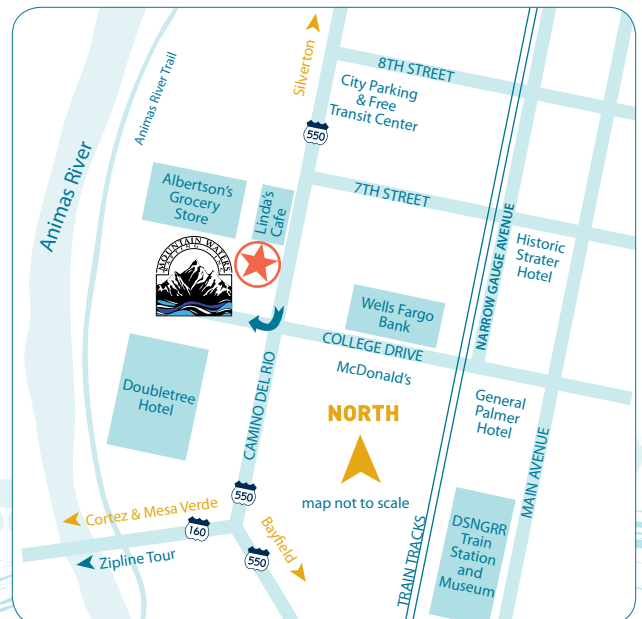 Silverton
8TH STREET
City Parking
& Free
Transit Center
Animas River Trail
550
Animas River
Albertson's
Grocery
Store
Linda's
Cafe
7TH STREET
NARROW GAUGE AVENUE
Historic
Strater
Hotel
MOUNTAIN WATERS
Wells Fargo
Bank
COLLEGE DRIVE
McDonald's
Doubletree
Hotel
CAMINO DEL RIO
NORTH
map not to scale
General
Palmer
Hotel
MAIN AVENUE
550
Cortez & Mesa Verde
160
Zipline Tour
Bayfield
550
TRAIN TRACKS
DSNGRR
Train
Station
and
Museum